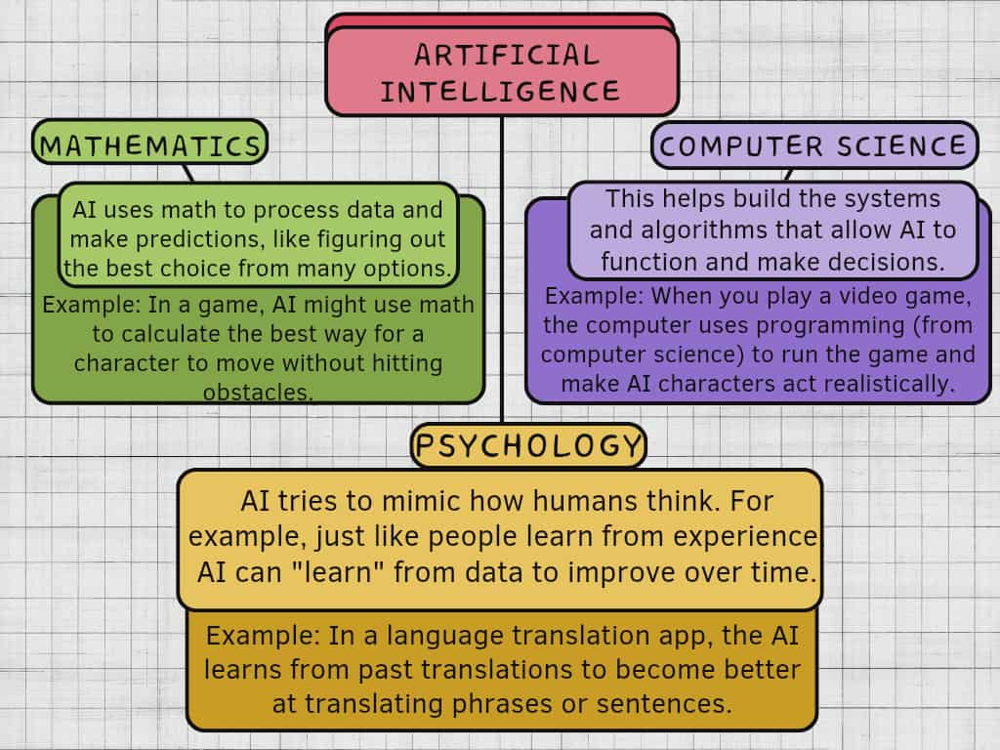 ARTIFICIAL
INTELLIGENCE
MATHEMATICS
AI uses math to process data and
make predictions, like figuring out
the best choice from many options.
Example: In a game, AI might use math
to calculate the best way for a
character to move without hitting
obstacles.
COMPUTER SCIENCE
This helps build the systems
and algorithms that allow AI to
function and make decisions.
Example: When you play a video game,
the computer uses programming (from
computer science) to run the game and
make AI characters act realistically.
PSYCHOLOGY
AI tries to mimic how humans think. For
example, just like people learn from experience
AI can "learn" from data to improve over time.
Example: In a language translation app, the AI
learns from past translations to become better
at translating phrases or sentences.